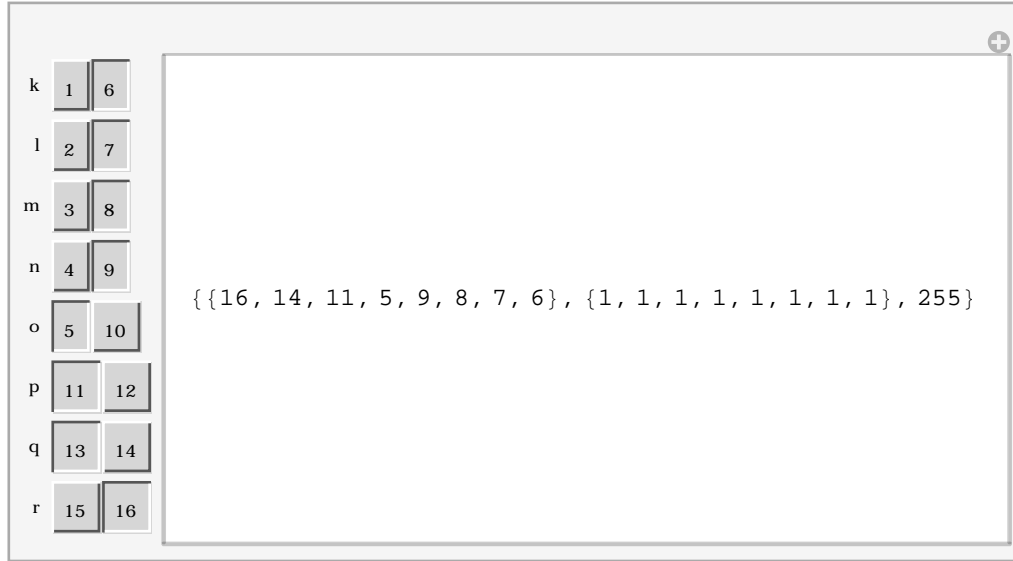 k 1 6
l 2 7
m 3 8
n 4 9
{{16, 14, 11, 5, 9, 8, 7, 6}, {1, 1, 1, 1, 1, 1, 1, 1}, 255}
o 5 10
p 11 12
q 13 14
r 15 16